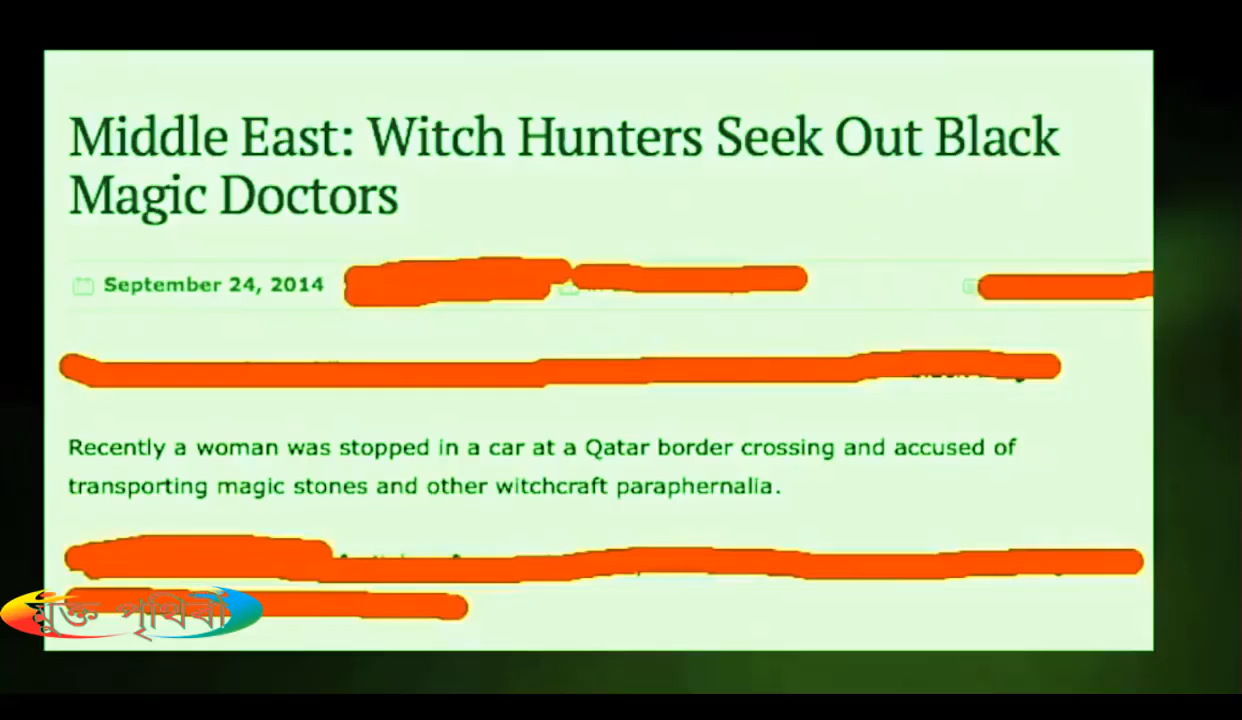 Middle East: Witch Hunters Seek Out Black
Magic Doctors
September 24, 2014
Recently a woman was stopped in a car at a Qatar border crossing and accused of
transporting magic stones and other witchcraft paraphernalia.
মুক্ত পৃথিবী